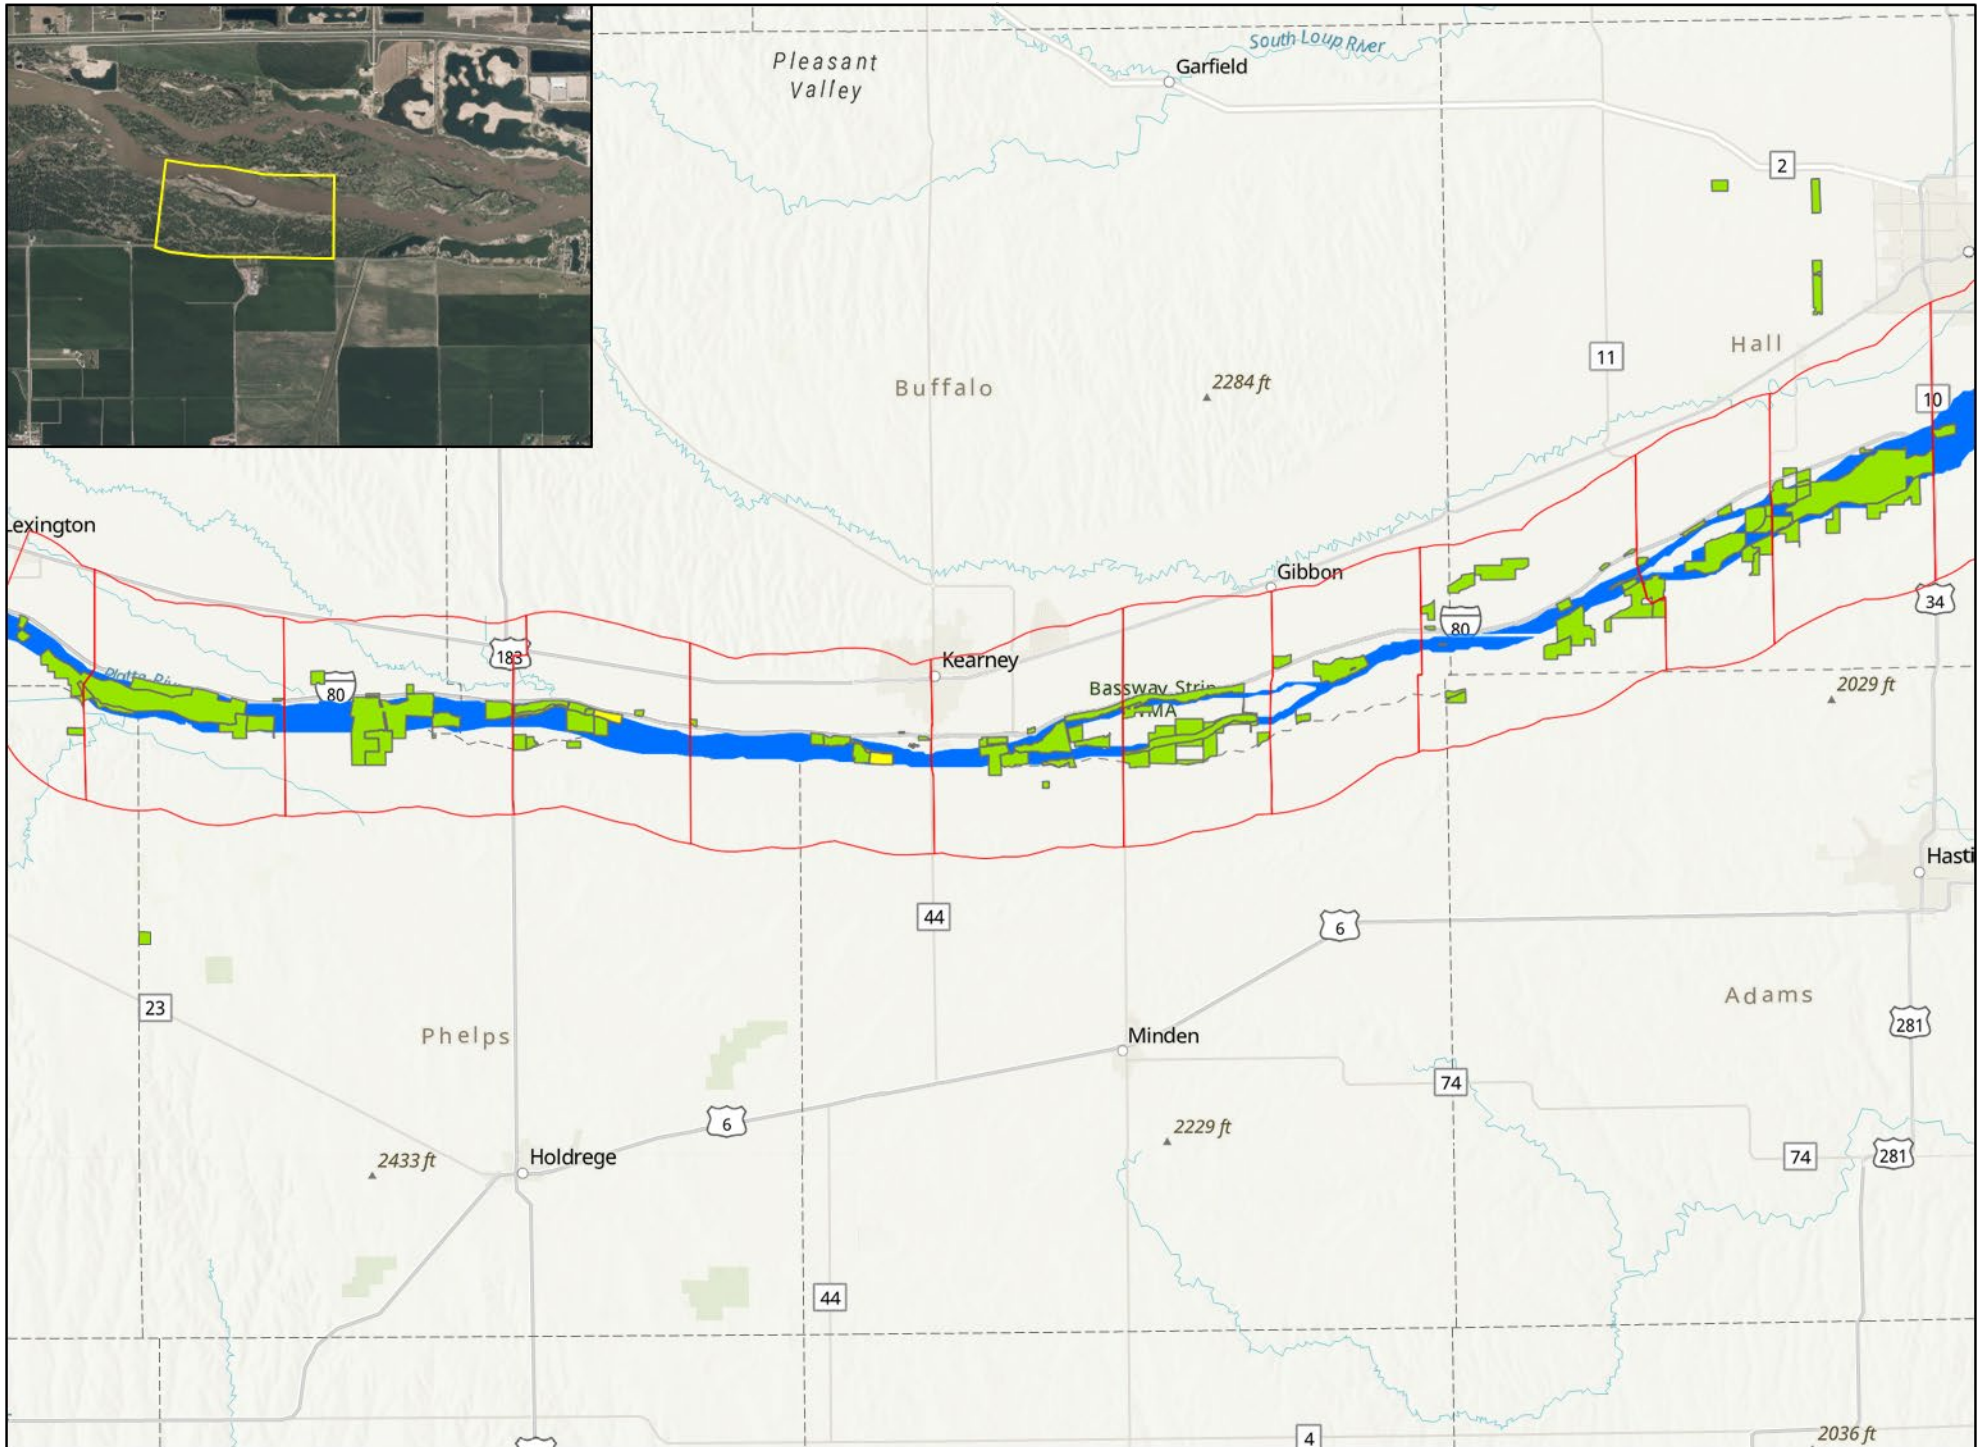 South Loup River
Pleasant
Valley
Garfield
2
Hall
11
2284 ft
Buffalo
10
Lexington
Gibbon
34
80
183
Kearney
Platte Riv
80
Bassway Strip
WMA
2029 ft
Hasti
44
6
23
Adams
281
Phelps
Minden
74
6
2229 ft
74
281
Holdrege
2433 ft
44
4
2036 ft